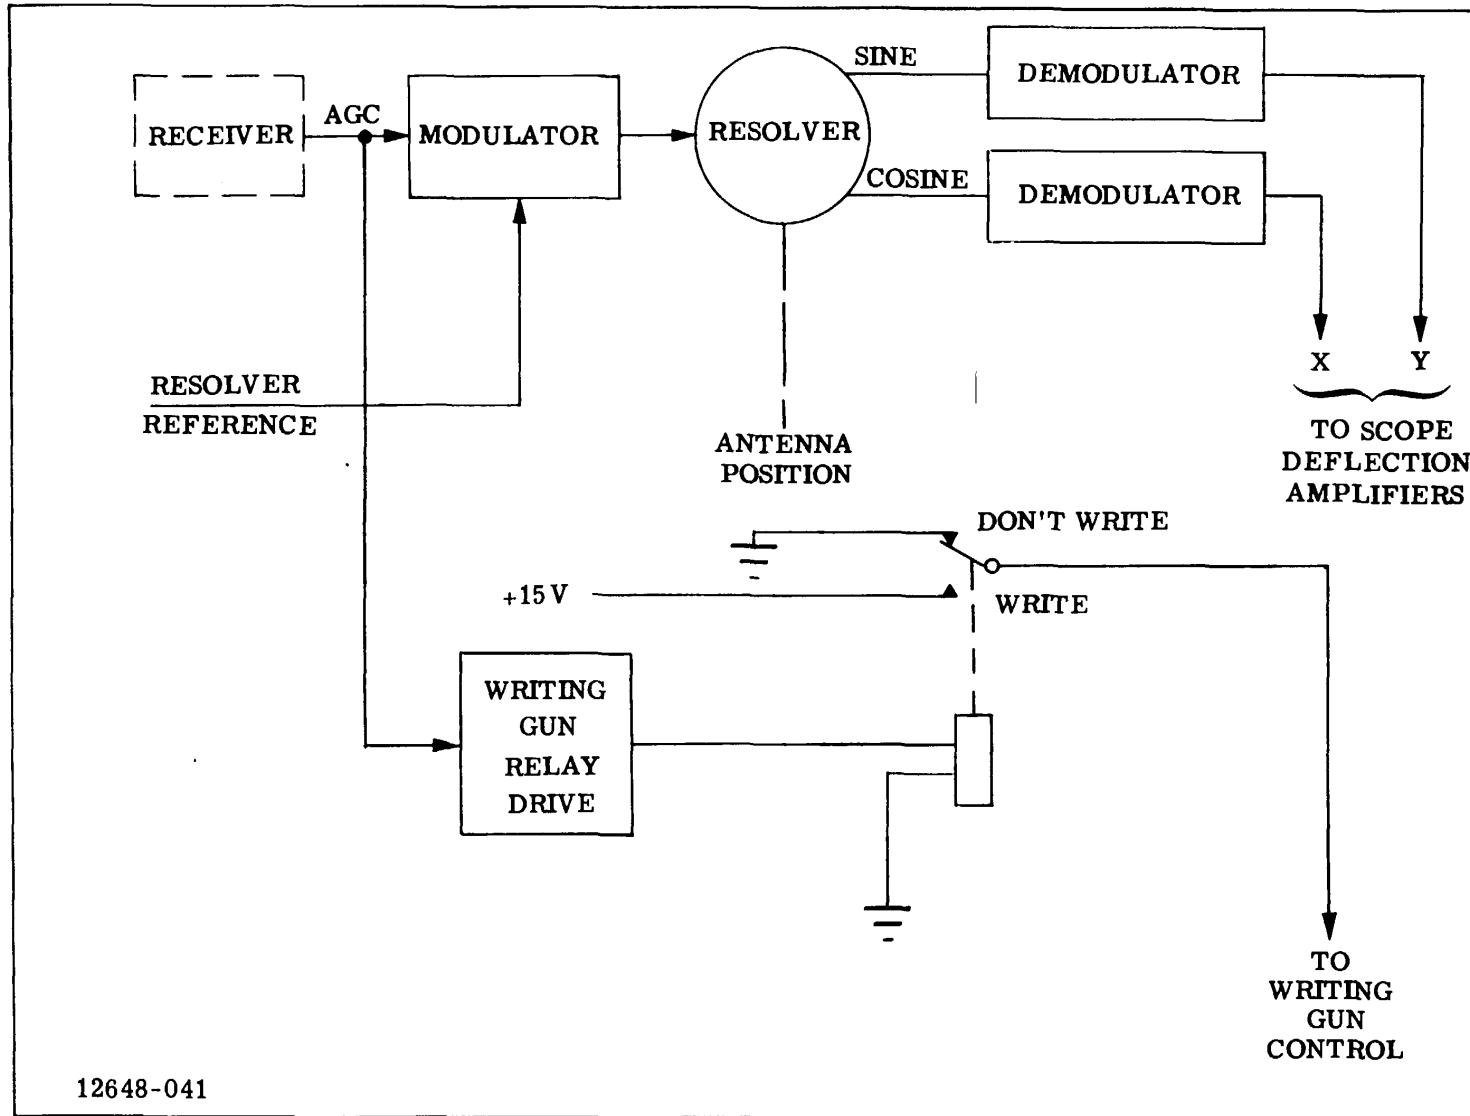 SINE
DEMODULATOR
RECEIVER
AGC
MODULATOR
RESOLVER
COSINE
DEMODULATOR
RESOLVER
REFERENCE
ANTENNA
POSITION
X
Y
TO SCOPE
DEFLECTION
AMPLIFIERS
DON'T WRITE
+15V
WRITE
WRITING
GUN
RELAY
DRIVE
TO
WRITING
GUN
CONTROL
12648-041